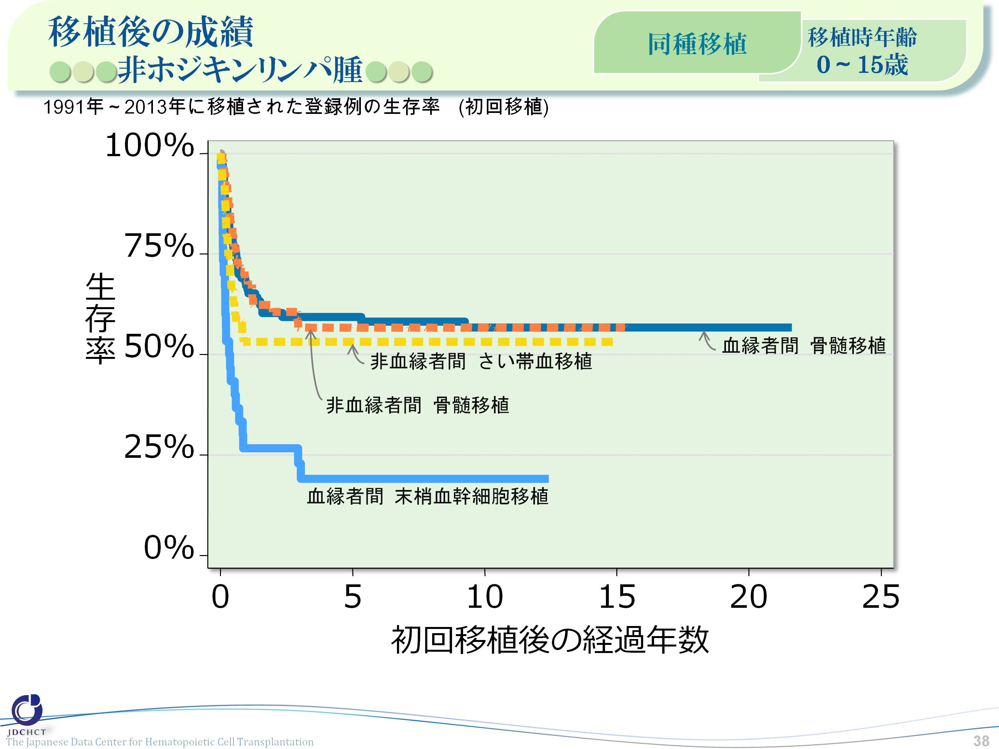 移植後の成績
非ホジキンリンパ腫
同種移植
移植時年齢
0～15歳
1991年～2013年に移植された登録例の生存率　(初回移植)
100%
75%
50%
25%
0%
生存率
血縁者間 骨髄移植
非血縁者間 さい帯血移植
非血縁者間 骨髄移植
血縁者間 末梢血幹細胞移植
0 5 10 15 20 25
初回移植後の経過年数
JDCHCT
The Japanese Data Center for Hematopoietic Cell Transplantation
38